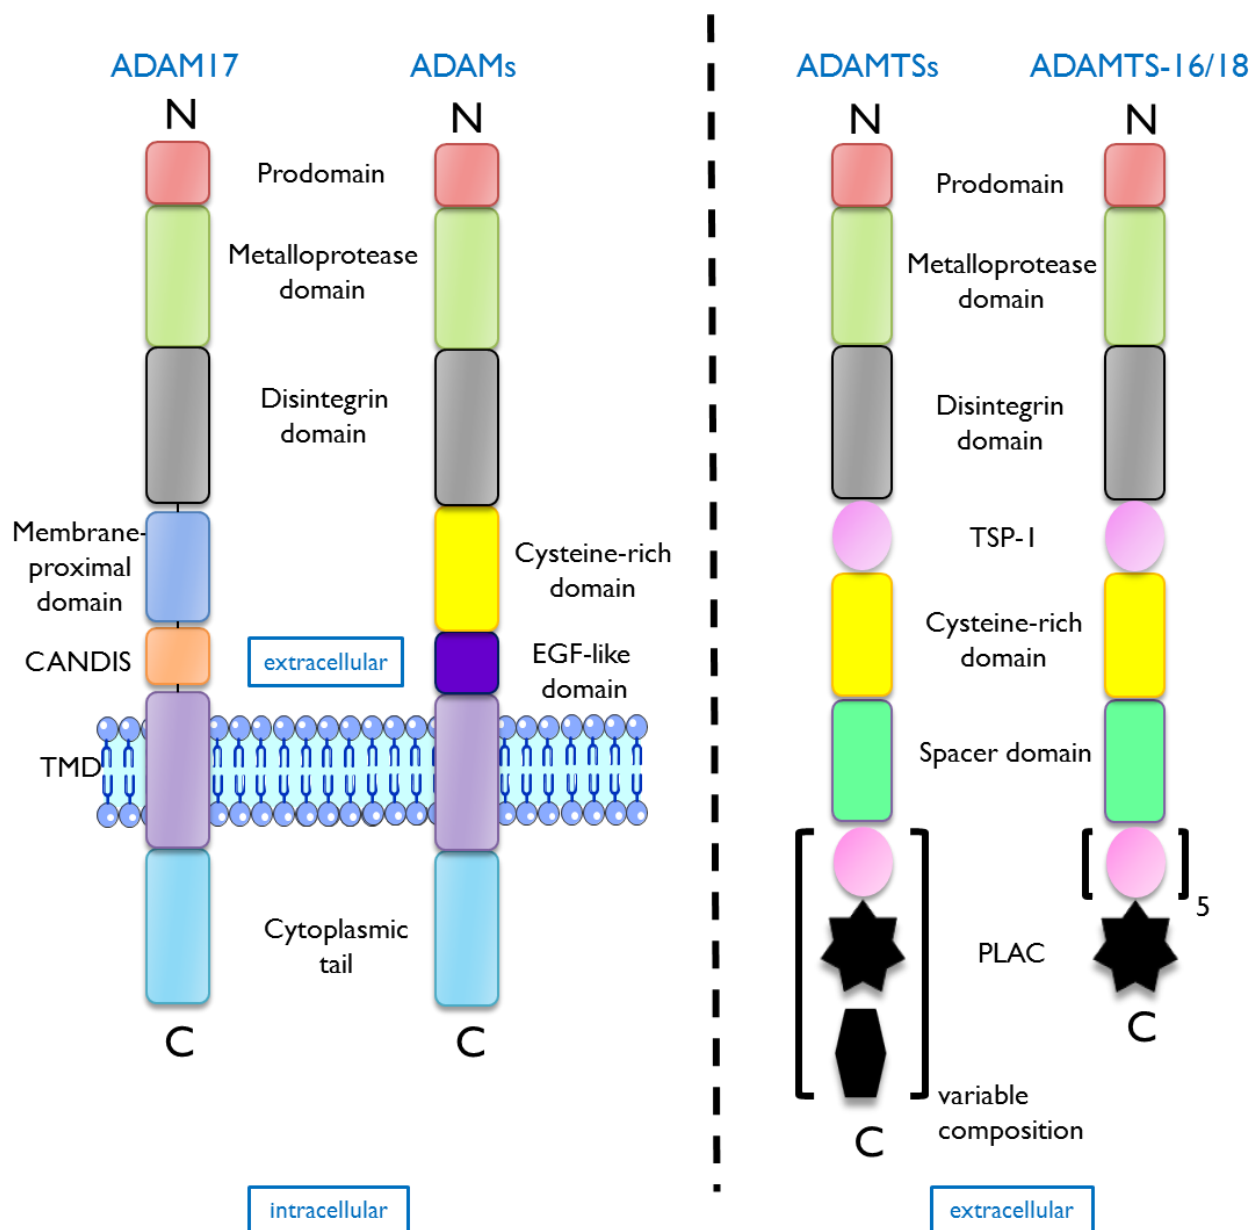 ADAM17
ADAMs
ADAMTSs
ADAMTS-16/18
N
N
N
N
Prodomain
Prodomain
Metalloprotease
domain
Metalloprotease
domain
Disintegrin
domain
Disintegrin
domain
Membrane-
proximal
domain
Cysteine-rich
domain
TSP-1
CANDIS
extracellular
EGF-like
domain
Cysteine-rich
domain
TMD
Spacer domain
Cytoplasmic
tail
PLAC
5
C
C
C
variable
composition
C
intracellular
extracellular